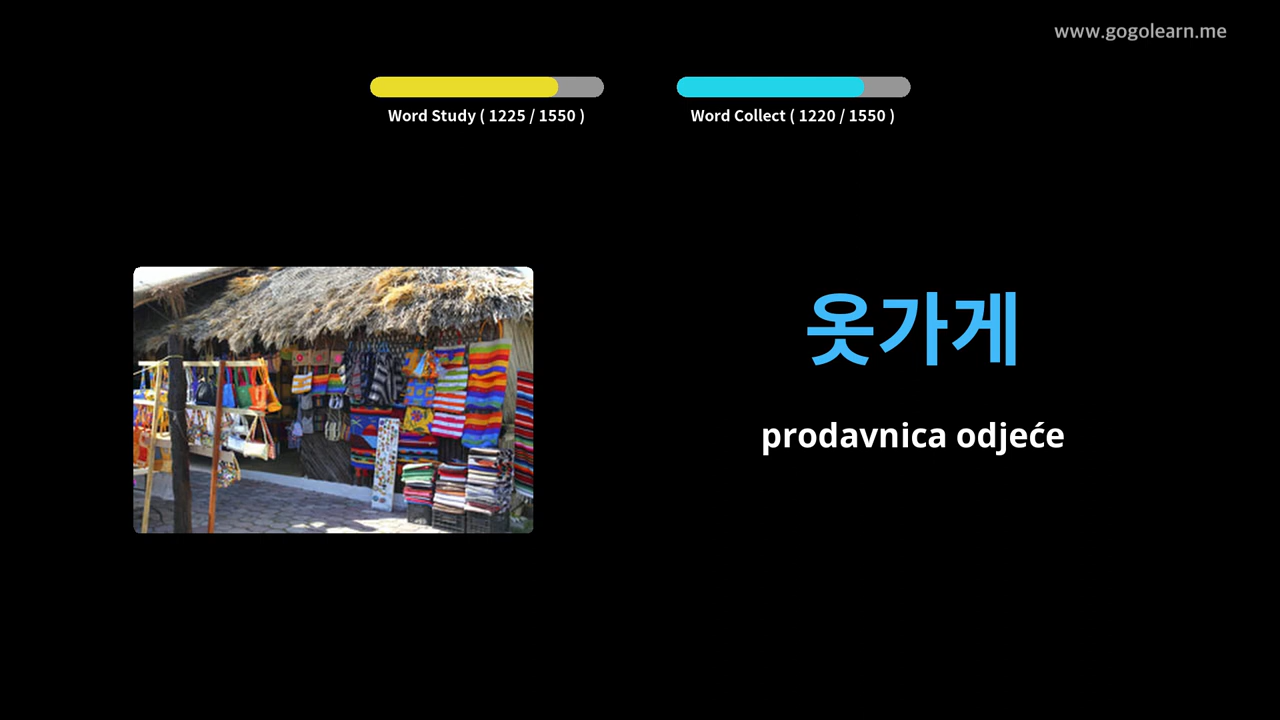 www.gogolearn.me
Word Study ( 1225 / 1550 )
Word Collect ( 1220 / 1550 )
옷가게
prodavnica odjeće